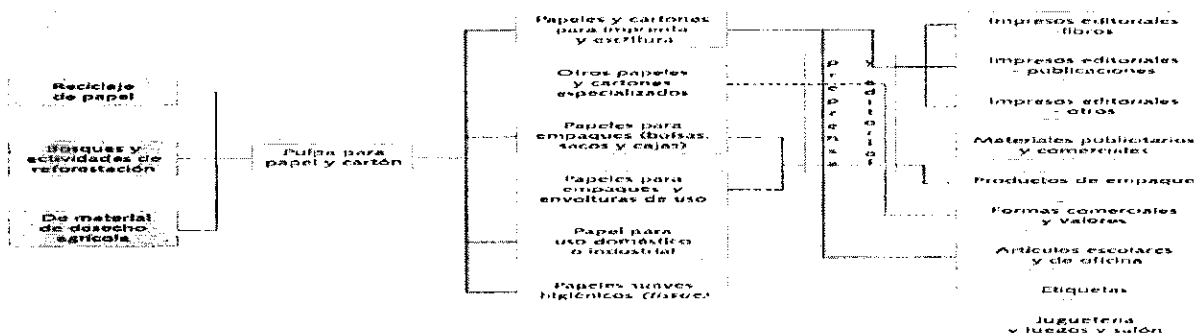 Reciclaje
de papel
Bosques y
actividades de
reforestación
De material
de desecho
agrícola
Pulpa para
papel y cartón
Papeles y cartones
para imprenta
y escritura
Otros papeles
y cartones
especializados
Papeles para
empaques (bolsas,
sacos y cajas)
Papeles para
empaques y
envolturas de uso
Papel para
uso doméstico
o industrial
Papeles suaves
higiénicos (tissue)
preprensa
y editorial
Impresos editoriales
- libros
Impresos editoriales
- publicaciones
Impresos editoriales
- otros
Materiales publicitarios
y comerciales
Productos de empaque
Formas comerciales
y valores
Artículos escolares
y de oficina
Etiquetas
Juguetería
y juegos y salón